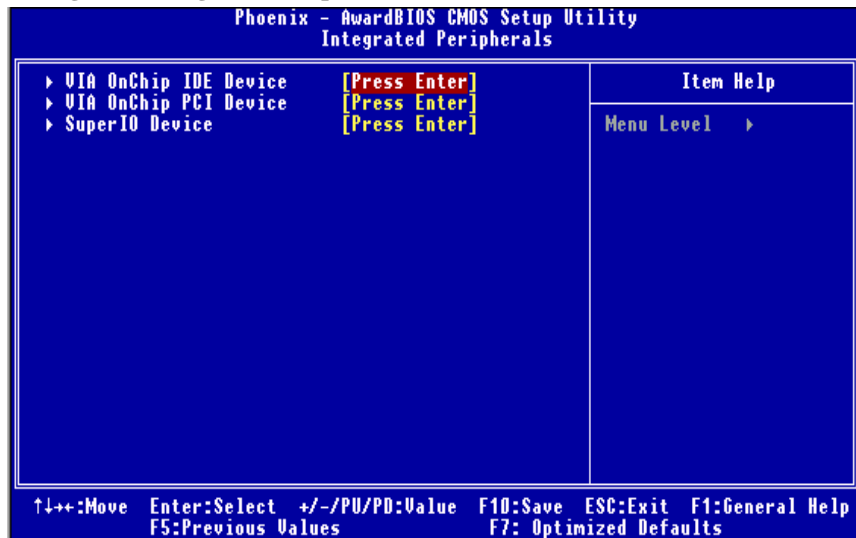 Phoenix - AwardBIOS CMOS Setup Utility
Integrated Peripherals
▸ VIA OnChip IDE Device [Press Enter]
▸ VIA OnChip PCI Device [Press Enter]
▸ SuperIO Device [Press Enter]
Item Help
Menu Level ▸
↑↓→←:Move Enter:Select +/-/PU/PD:Value F10:Save ESC:Exit F1:General Help
F5:Previous Values F7: Optimized Defaults